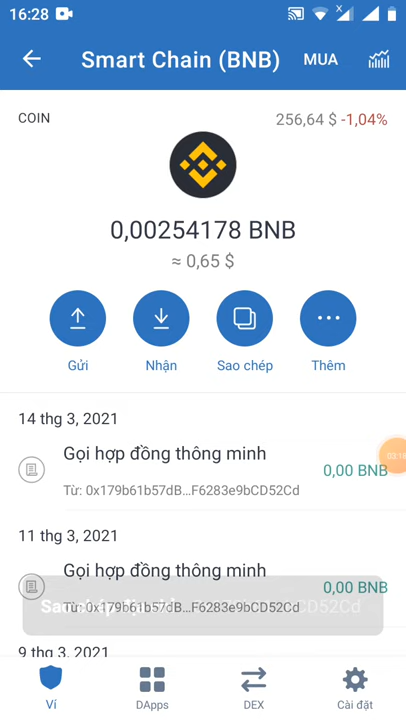 16:28
Smart Chain (BNB)
MUA
COIN
256,64 $ -1,04%
0,00254178 BNB
≈ 0,65 $
Gửi
Nhận
Sao chép
Thêm
14 thg 3, 2021
Gọi hợp đồng thông minh
0,00 BNB
Từ: 0x179b61b57dB...F6283e9bCD52Cd
11 thg 3, 2021
Gọi hợp đồng thông minh
0,00 BNB
Từ: 0x179b61b57dB...F6283e9bCD52Cd
9 thg 3, 2021
Ví
DApps
DEX
Cài đặt